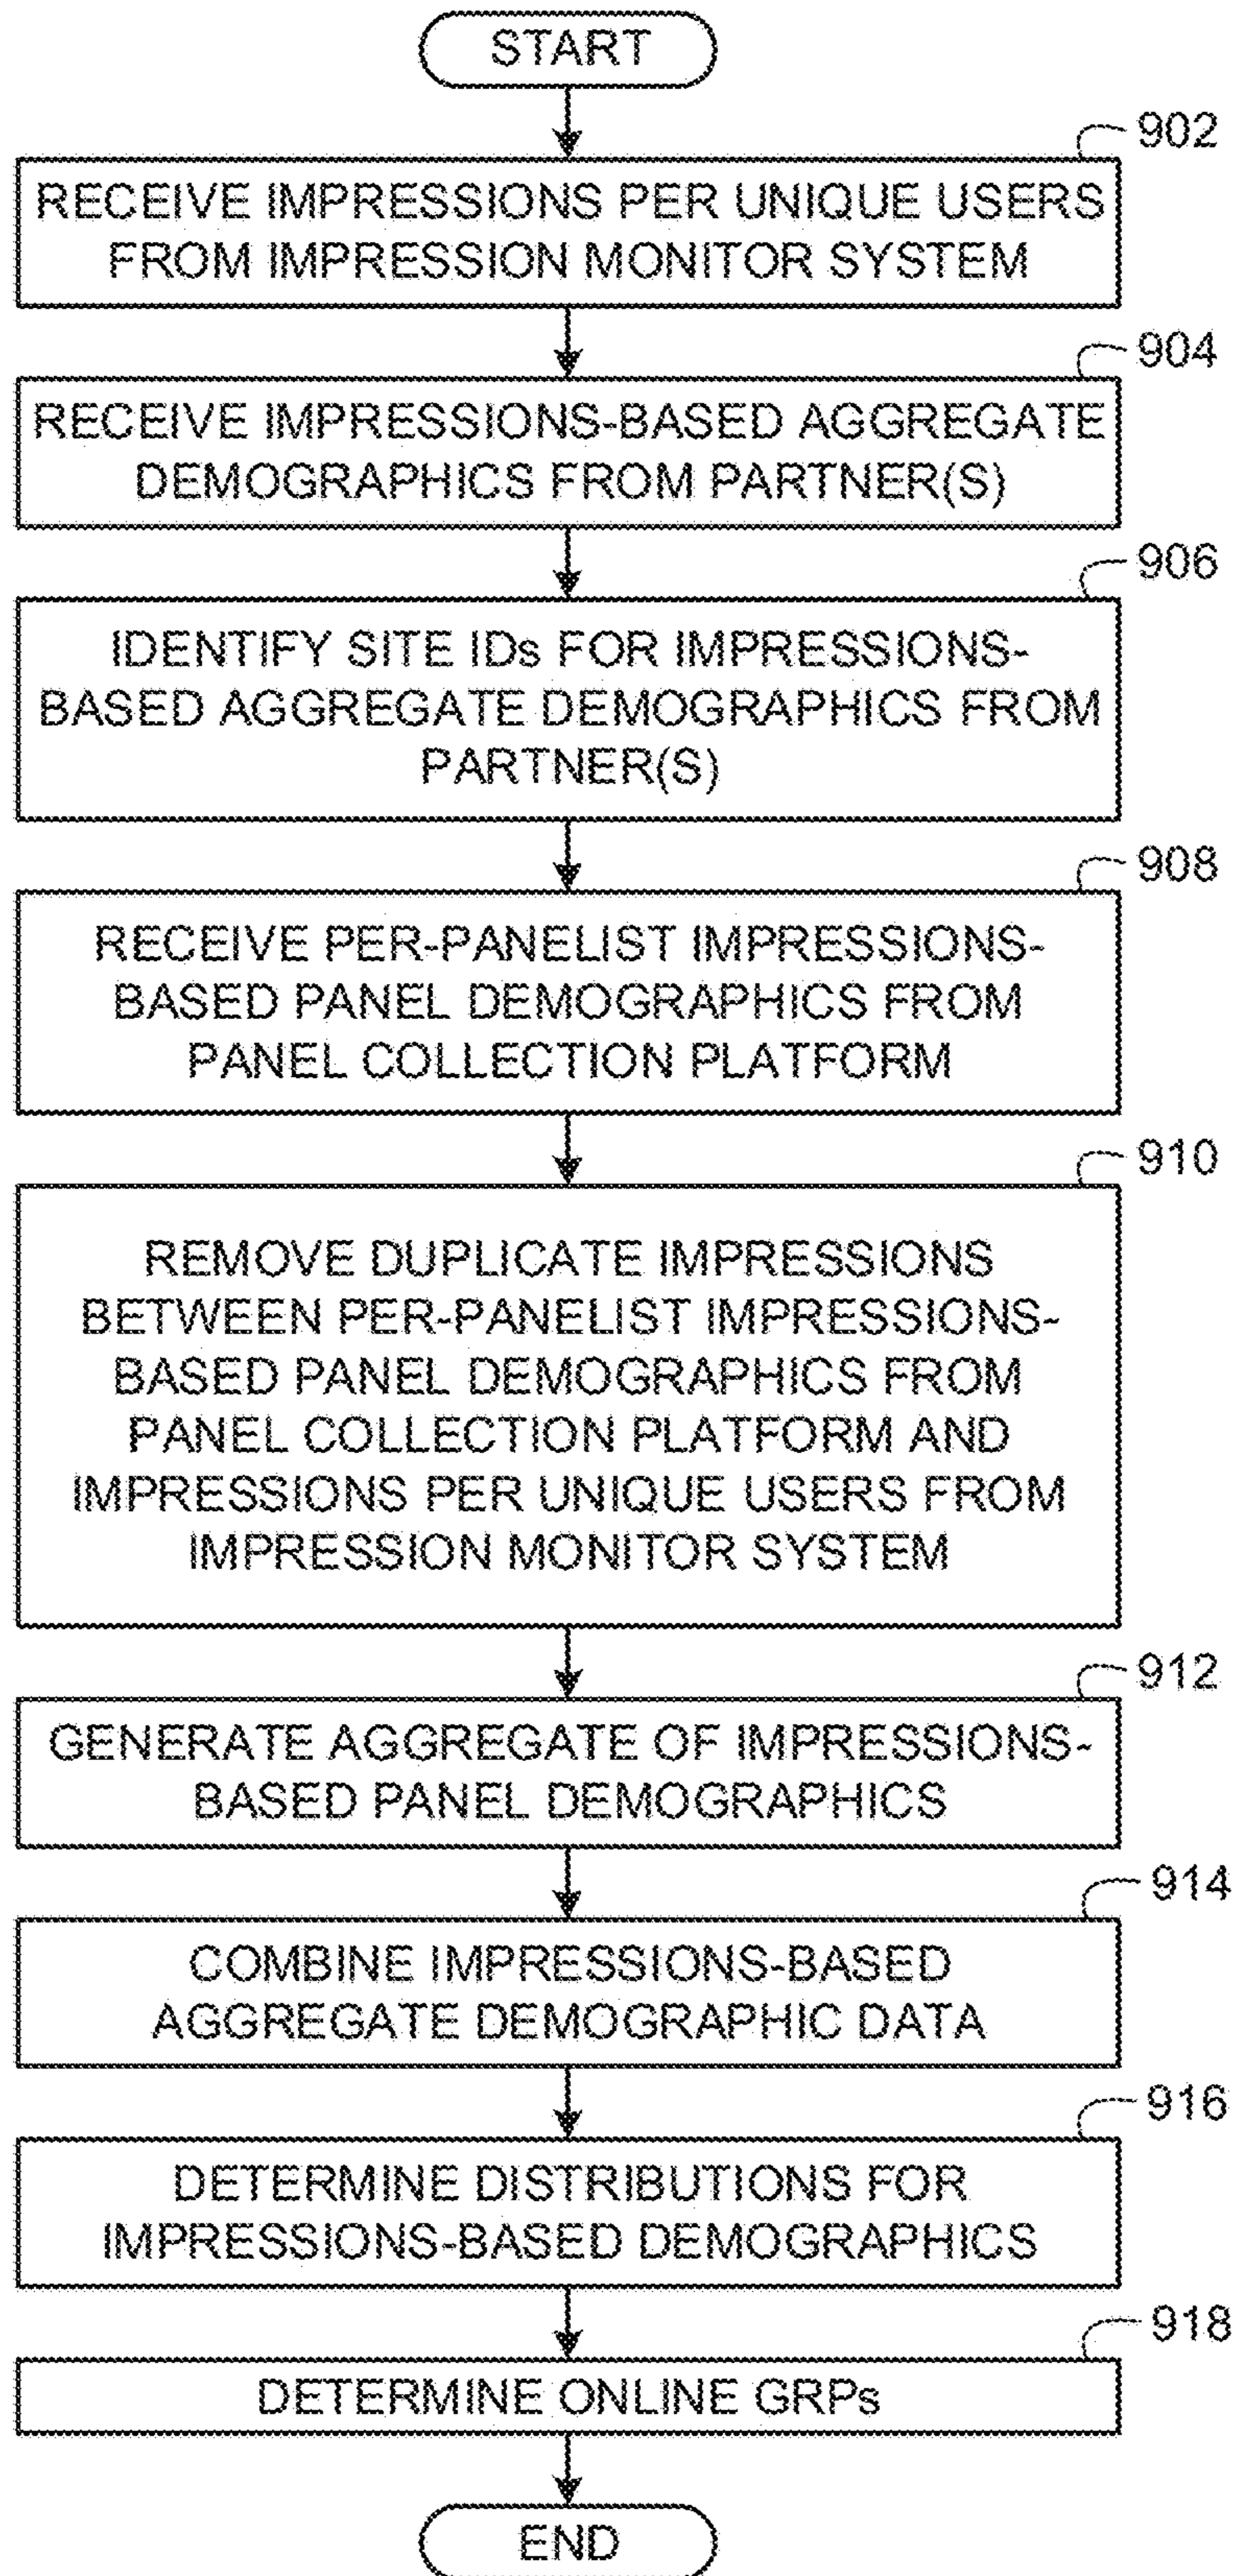 START
902
RECEIVE IMPRESSIONS PER UNIQUE USERS
FROM IMPRESSION MONITOR SYSTEM
904
RECEIVE IMPRESSIONS-BASED AGGREGATE
DEMOGRAPHICS FROM PARTNER(S)
906
IDENTIFY SITE IDs FOR IMPRESSIONS-
BASED AGGREGATE DEMOGRAPHICS FROM
PARTNER(S)
908
RECEIVE PER-PANELIST IMPRESSIONS-
BASED PANEL DEMOGRAPHICS FROM
PANEL COLLECTION PLATFORM
910
REMOVE DUPLICATE IMPRESSIONS
BETWEEN PER-PANELIST IMPRESSIONS-
BASED PANEL DEMOGRAPHICS FROM
PANEL COLLECTION PLATFORM AND
IMPRESSIONS PER UNIQUE USERS FROM
IMPRESSION MONITOR SYSTEM
912
GENERATE AGGREGATE OF IMPRESSIONS-
BASED PANEL DEMOGRAPHICS
914
COMBINE IMPRESSIONS-BASED
AGGREGATE DEMOGRAPHIC DATA
916
DETERMINE DISTRIBUTIONS FOR
IMPRESSIONS-BASED DEMOGRAPHICS
918
DETERMINE ONLINE GRPs
END